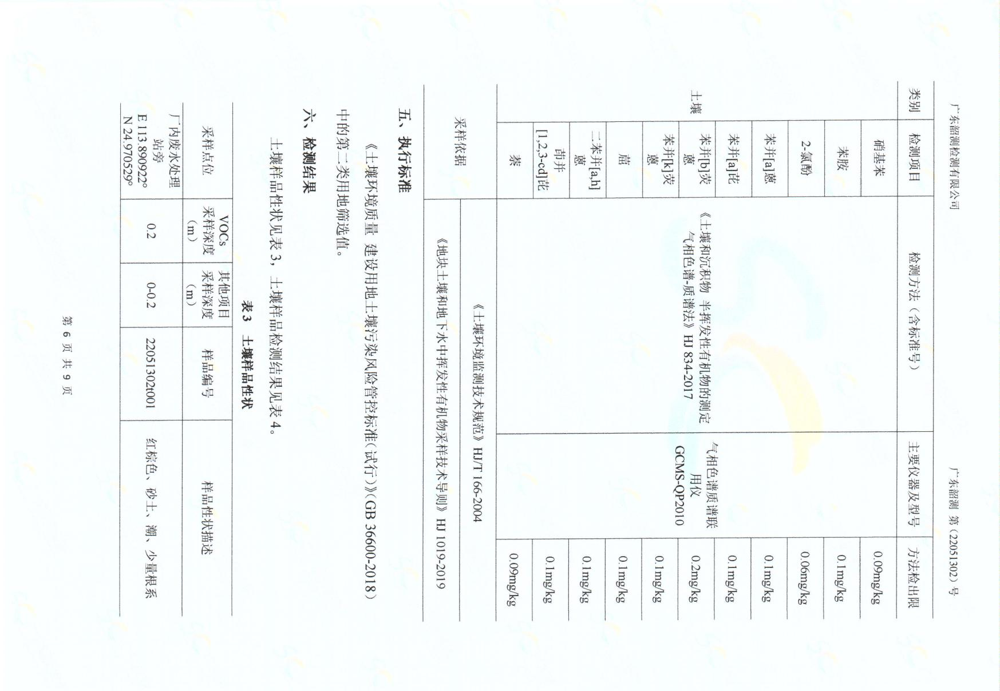 广东韶测检测有限公司 广东韶测 第（22051302）号
类别 检测项目 检测方法（含标准号） 主要仪器及型号 方法检出限
土壤
硝基苯 0.09mg/kg
苯胺 0.1mg/kg
2-氯酚 0.06mg/kg
苯并[a]蒽 0.1mg/kg
苯并[a]芘 0.1mg/kg
苯并[b]荧
蒽 0.2mg/kg
苯并[k]荧
蒽 0.1mg/kg
䓛 0.1mg/kg
二苯并[a,h]
蒽 0.1mg/kg
茚并
[1,2,3-cd]芘 0.1mg/kg
萘 0.09mg/kg
《土壤和沉积物 半挥发性有机物的测定
气相色谱-质谱法》HJ 834-2017
气相色谱质谱联
用仪
GCMS-QP2010
采样依据
《土壤环境监测技术规范》HJ/T 166-2004
《地块土壤和地下水中挥发性有机物采样技术导则》HJ 1019-2019
五、执行标准
《土壤环境质量 建设用地土壤污染风险管控标准（试行）》（GB 36600-2018）
中的第二类用地筛选值。
六、检测结果
土壤样品性状见表 3，土壤样品检测结果见表 4。
表 3 土壤样品性状
采样点位
VOCs
采样深度
（m）
其他项目
采样深度
（m）
样品编号
样品性状描述
厂内废水处理
站旁
E 113.890922°
N 24.970529°
0.2
0-0.2
22051302t001
红棕色、砂土、潮、少量根系
第 6 页 共 9 页